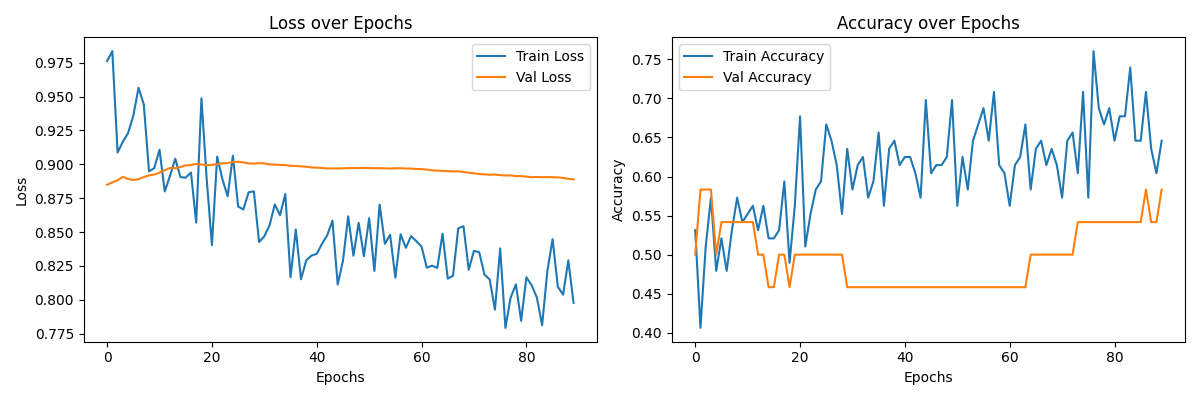 Loss over Epochs
Train Loss
Val Loss
0.975
0.950
0.925
0.900
0.875
0.850
0.825
0.800
0.775
Loss
0
20
40
60
80
Epochs
Accuracy over Epochs
Train Accuracy
Val Accuracy
0.75
0.70
0.65
0.60
0.55
0.50
0.45
0.40
Accuracy
0
20
40
60
80
Epochs